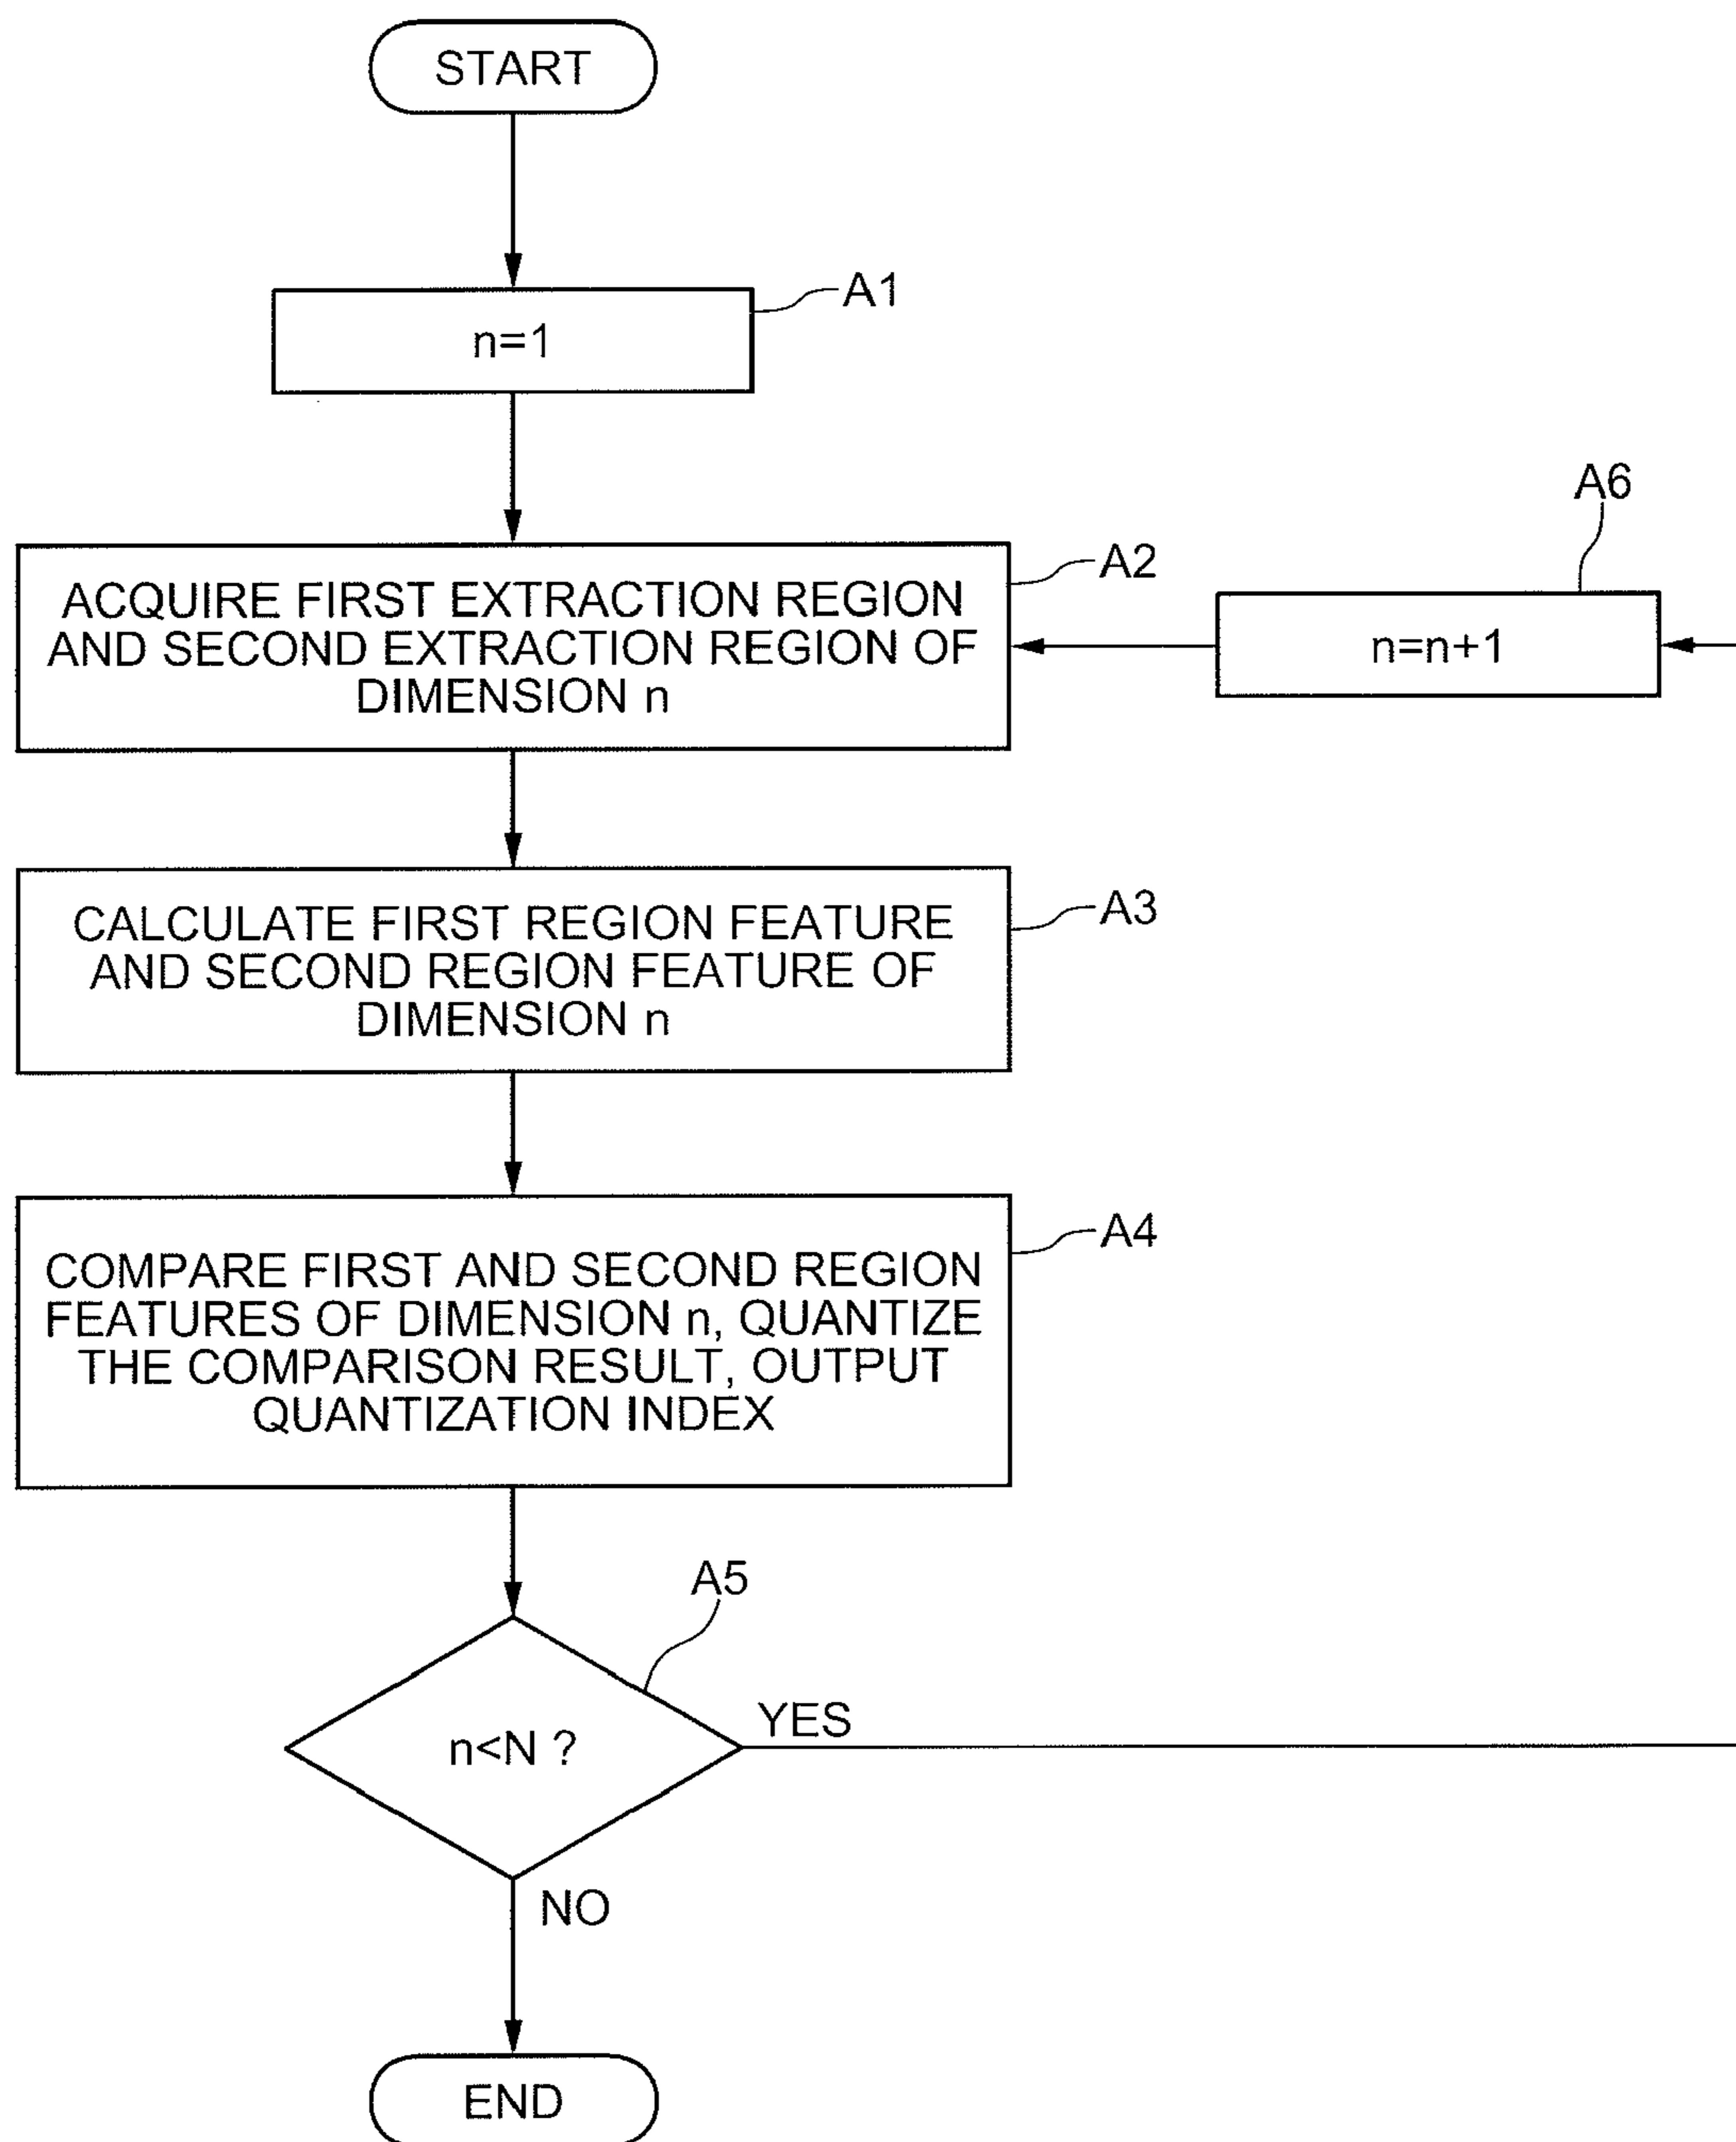 START
A1
n=1
A6
A2
ACQUIRE FIRST EXTRACTION REGION
AND SECOND EXTRACTION REGION OF
DIMENSION n
n=n+1
A3
CALCULATE FIRST REGION FEATURE
AND SECOND REGION FEATURE OF
DIMENSION n
A4
COMPARE FIRST AND SECOND REGION
FEATURES OF DIMENSION n, QUANTIZE
THE COMPARISON RESULT, OUTPUT
QUANTIZATION INDEX
A5
n<N ?
YES
NO
END